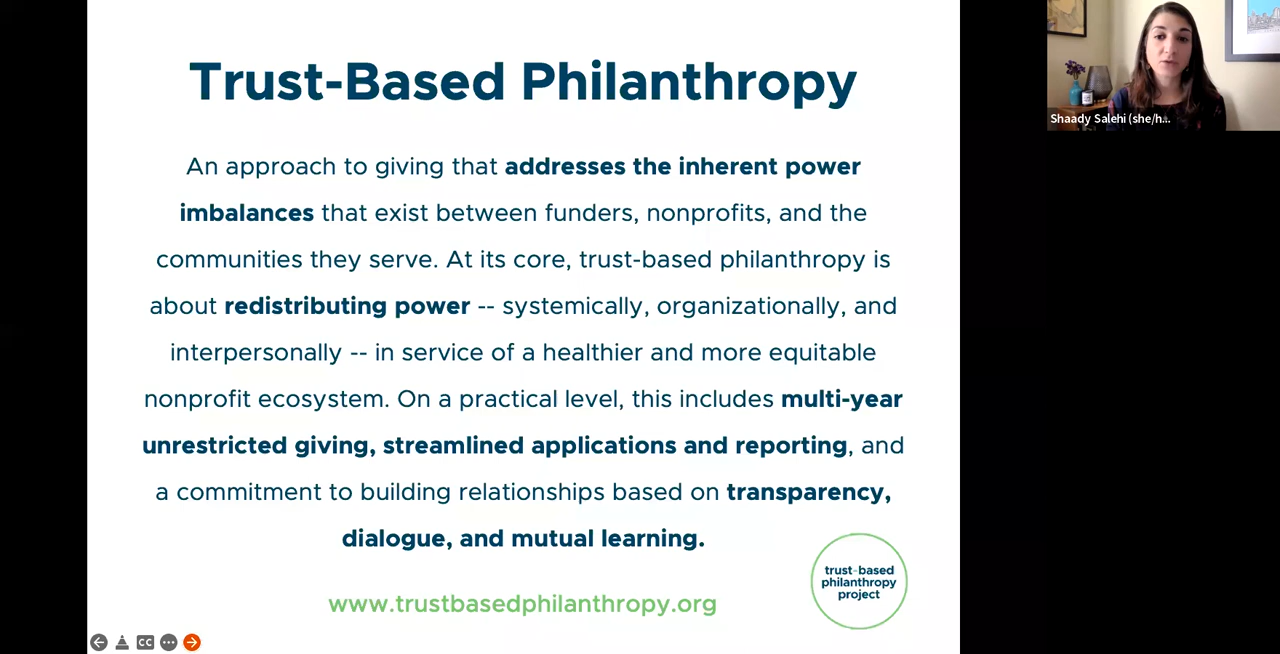 Trust-Based Philanthropy
An approach to giving that addresses the inherent power
imbalances that exist between funders, nonprofits, and the
communities they serve. At its core, trust-based philanthropy is
about redistributing power -- systemically, organizationally, and
interpersonally -- in service of a healthier and more equitable
nonprofit ecosystem. On a practical level, this includes multi-year
unrestricted giving, streamlined applications and reporting, and
a commitment to building relationships based on transparency,
dialogue, and mutual learning.
www.trustbasedphilanthropy.org
trust-based
philanthropy
project
CC
Shaady Salehi (she/h...